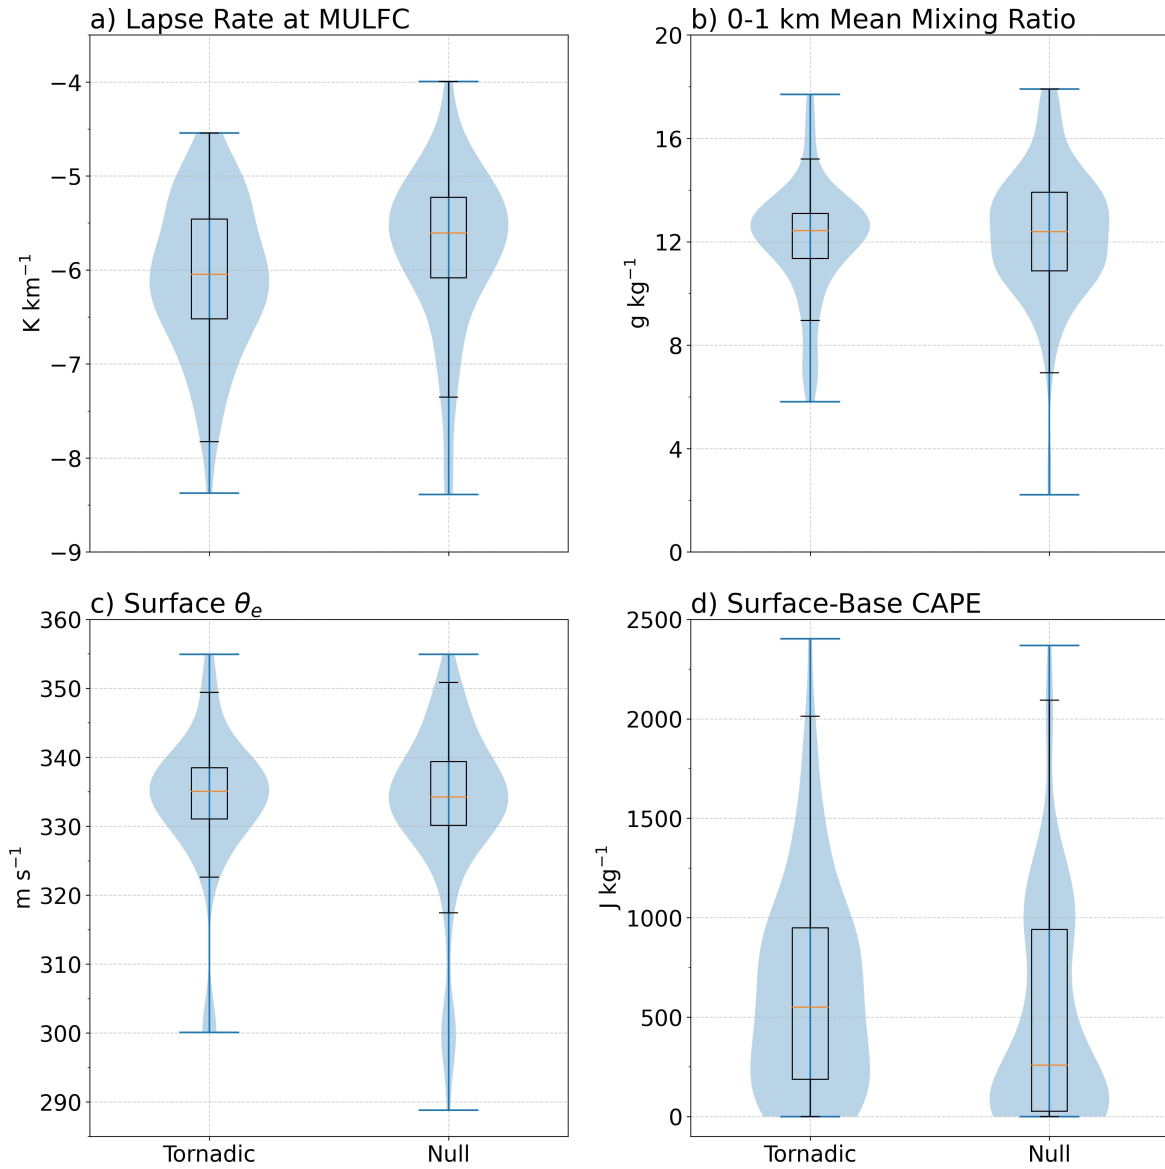 a) Lapse Rate at MULFC
−4
−5
−6
−7
−8
−9
K km⁻¹
b) 0-1 km Mean Mixing Ratio
20
16
12
8
4
0
g kg⁻¹
c) Surface θₑ
360
350
340
330
320
310
300
290
m s⁻¹
Tornadic
Null
d) Surface-Base CAPE
2500
2000
1500
1000
500
0
J kg⁻¹
Tornadic
Null